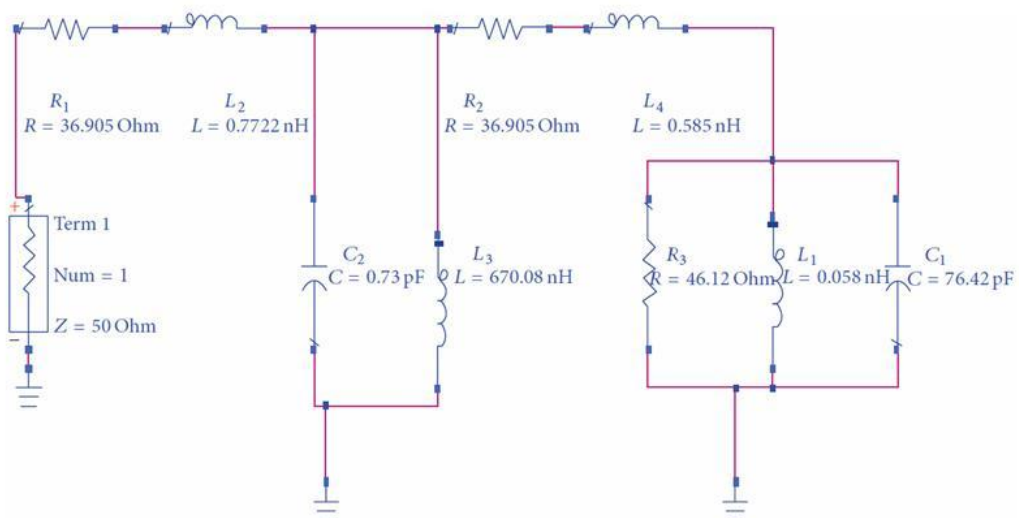 R1
R = 36.905 Ohm
L2
L = 0.7722 nH
R2
R = 36.905 Ohm
L4
L = 0.585 nH
+
Term 1
Num = 1
Z = 50 Ohm
−
C2
C = 0.73 pF
L3
L = 670.08 nH
R3
R = 46.12 Ohm
L1
L = 0.058 nH
C1
C = 76.42 pF